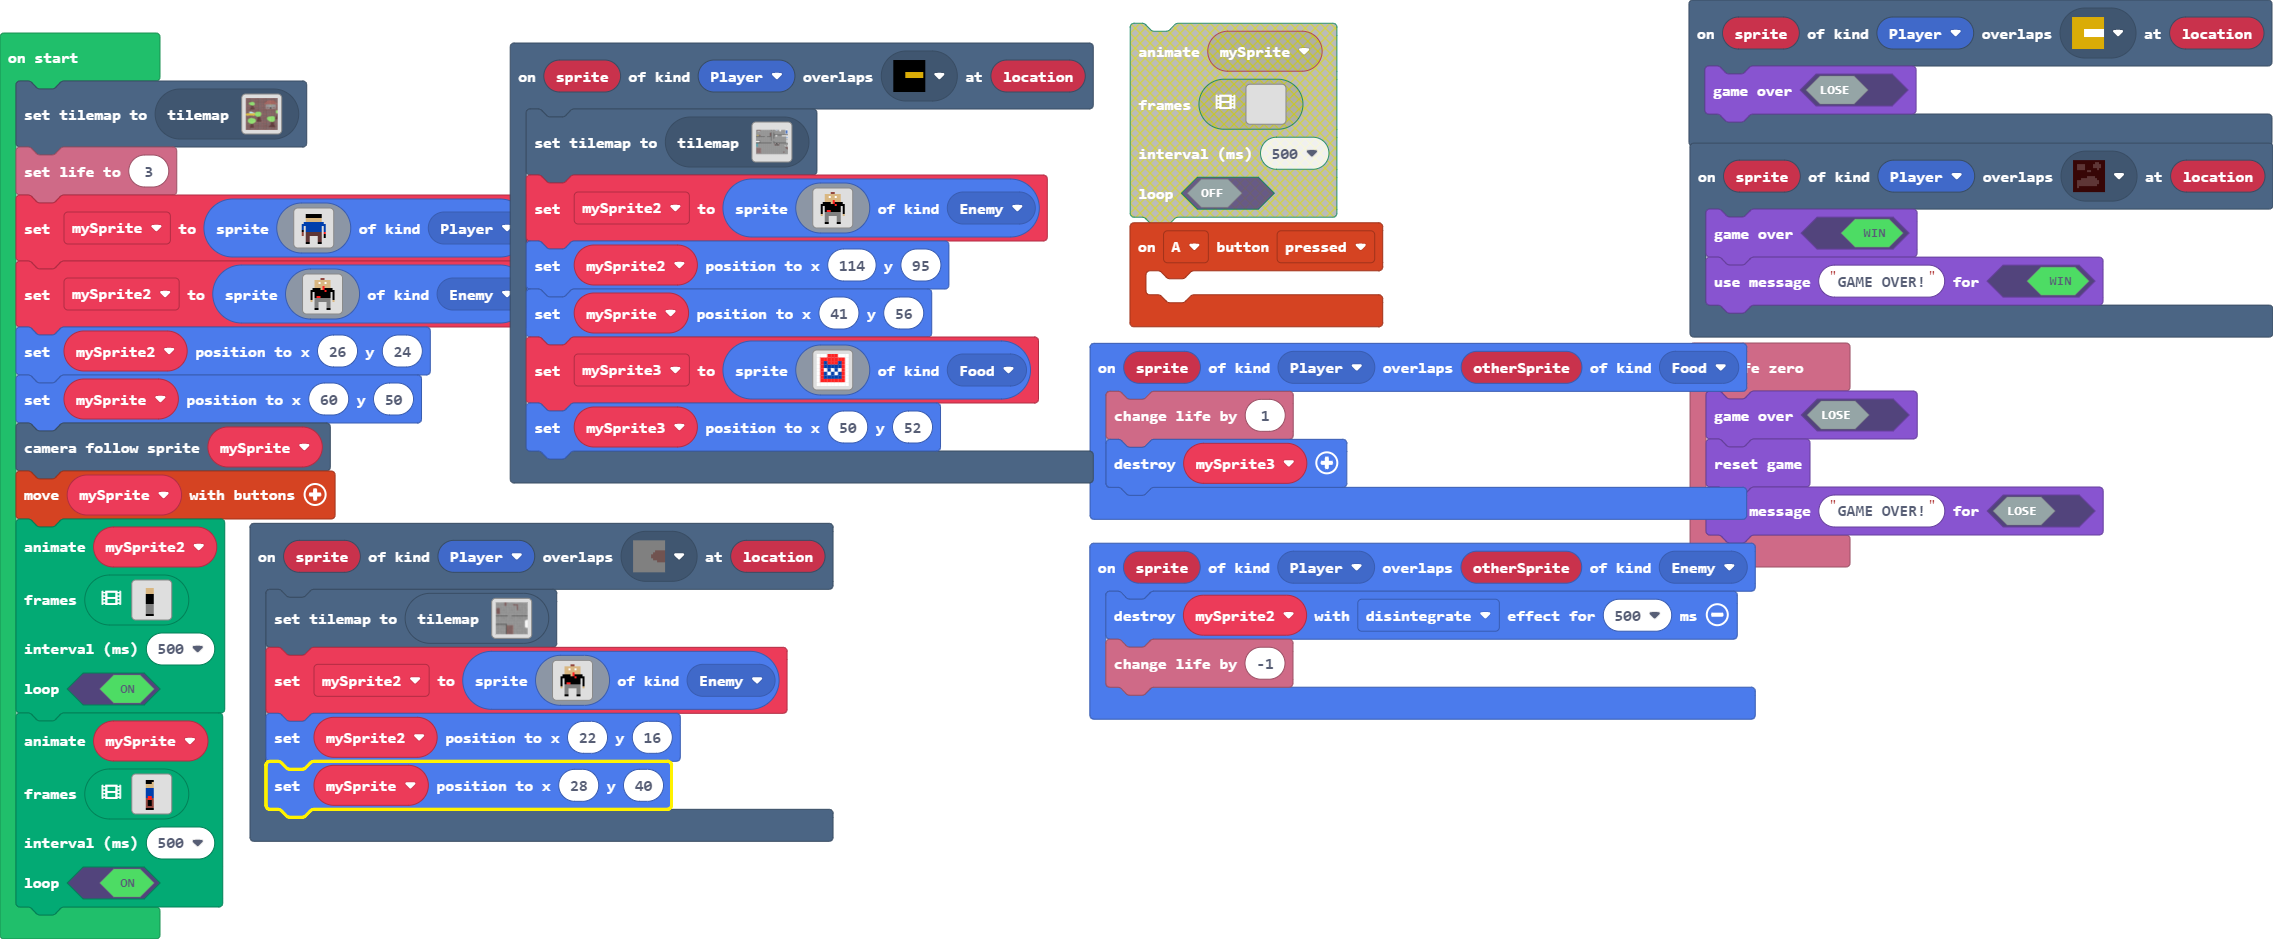 on start
set tilemap to tilemap
set life to 3
set mySprite to sprite of kind Player
set mySprite2 to sprite of kind Enemy
set mySprite2 position to x 26 y 24
set mySprite position to x 60 y 50
camera follow sprite mySprite
move mySprite with buttons
animate mySprite2
frames
interval (ms) 500
loop ON
animate mySprite
frames
interval (ms) 500
loop ON
on sprite of kind Player overlaps at location
set tilemap to tilemap
set mySprite2 to sprite of kind Enemy
set mySprite2 position to x 114 y 95
set mySprite position to x 41 y 56
set mySprite3 to sprite of kind Food
set mySprite3 position to x 50 y 52
on sprite of kind Player overlaps at location
set tilemap to tilemap
set mySprite2 to sprite of kind Enemy
set mySprite2 position to x 22 y 16
set mySprite position to x 28 y 40
animate mySprite
frames
interval (ms) 500
loop OFF
on A button pressed
on sprite of kind Player overlaps otherSprite of kind Food
change life by 1
destroy mySprite3
on sprite of kind Player overlaps otherSprite of kind Enemy
destroy mySprite2 with disintegrate effect for 500 ms
change life by -1
on sprite of kind Player overlaps at location
game over LOSE
on sprite of kind Player overlaps at location
game over WIN
use message "GAME OVER!" for WIN
fe zero
game over LOSE
reset game
message "GAME OVER!" for LOSE